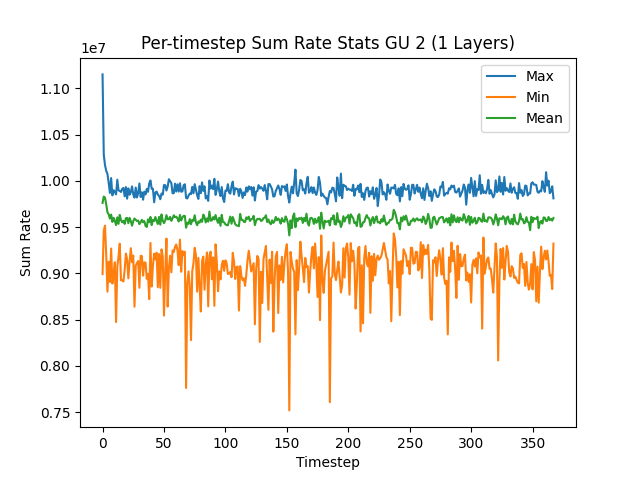 Per-timestep Sum Rate Stats GU 2 (1 Layers)
1e7
Max
Min
Mean
1.10
1.05
1.00
0.95
0.90
0.85
0.80
0.75
Sum Rate
0 50 100 150 200 250 300 350
Timestep